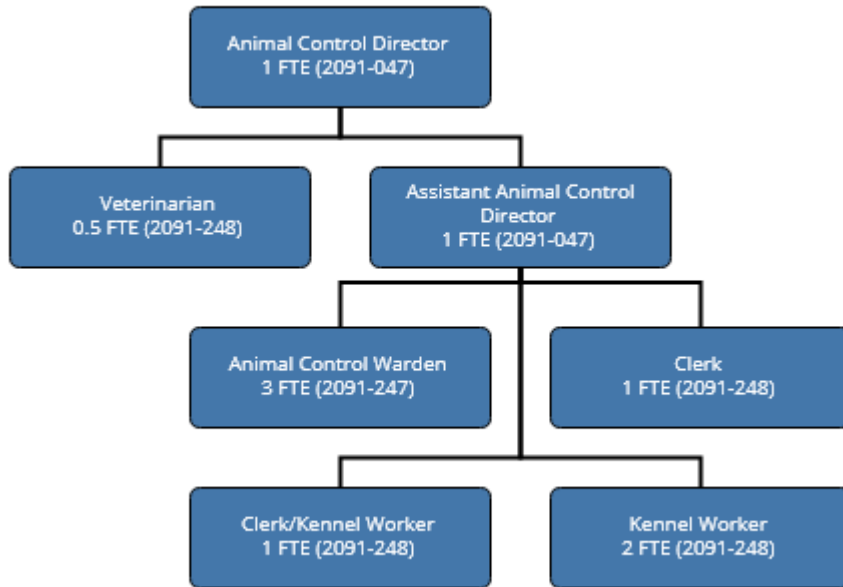 Animal Control Director
1 FTE (2091-047)
Veterinarian
0.5 FTE (2091-248)
Assistant Animal Control
Director
1 FTE (2091-047)
Animal Control Warden
3 FTE (2091-247)
Clerk
1 FTE (2091-248)
Clerk/Kennel Worker
1 FTE (2091-248)
Kennel Worker
2 FTE (2091-248)